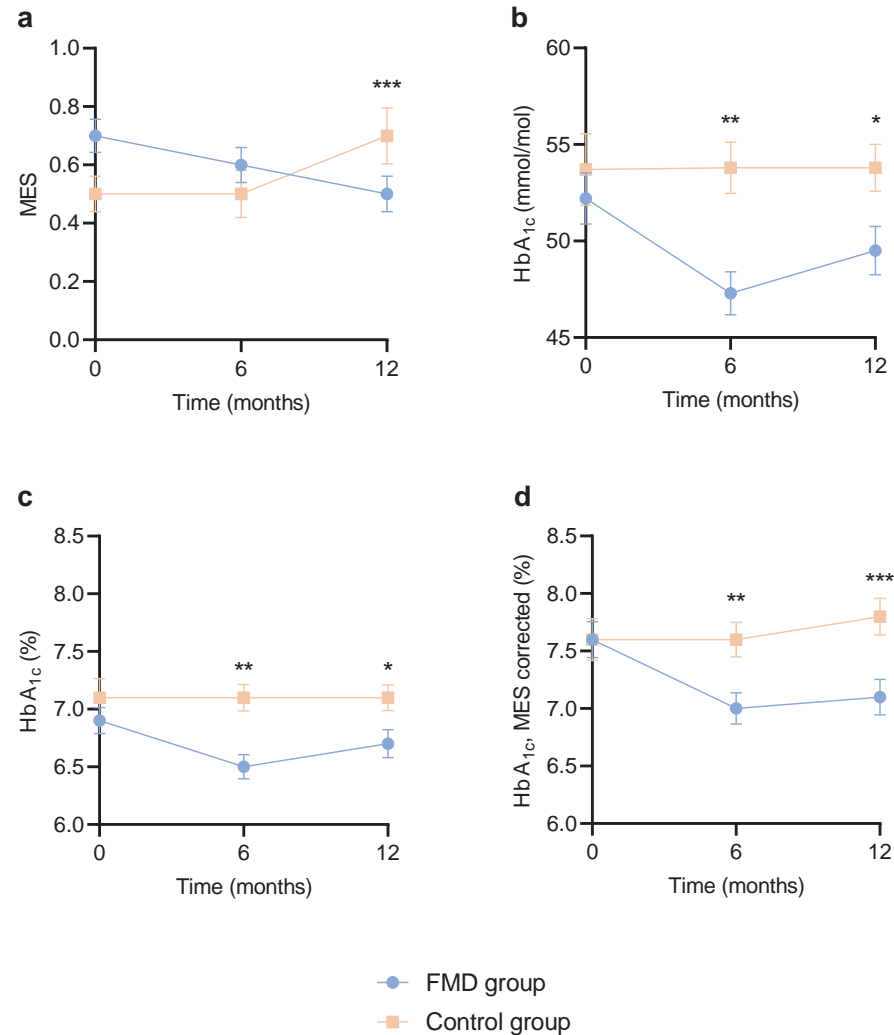 a
1.0
0.8
0.6
0.4
0.2
0.0
MES
***
0 6 12
Time (months)
b
60
55
50
45
HbA1c (mmol/mol)
** *
0 6 12
Time (months)
c
8.5
8.0
7.5
7.0
6.5
6.0
HbA1c (%)
** *
0 6 12
Time (months)
d
8.5
8.0
7.5
7.0
6.5
6.0
HbA1c, MES corrected (%)
** ***
0 6 12
Time (months)
FMD group
Control group